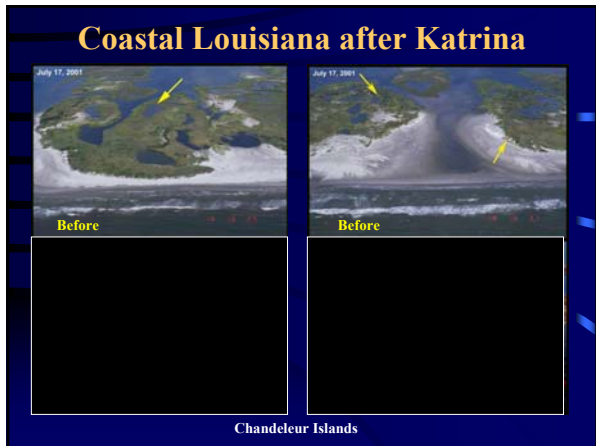 Coastal Louisiana after Katrina
July 17, 2001
July 17, 2001
Before
Before
Chandeleur Islands